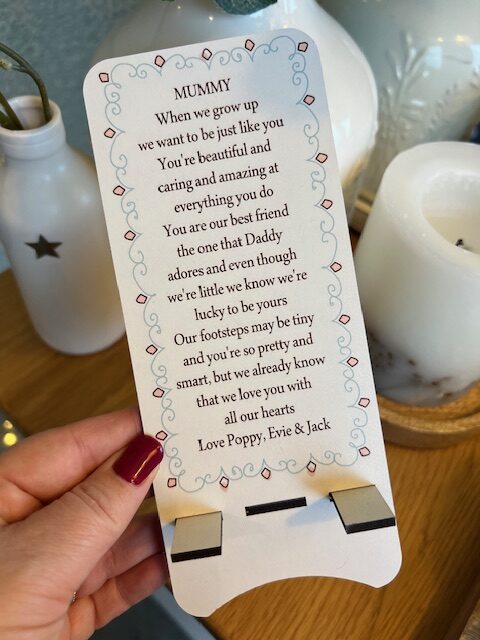 MUMMY
When we grow up
we want to be just like you
You're beautiful and
caring and amazing at
everything you do
You are our best friend
the one that Daddy
adores and even though
we're little we know we're
lucky to be yours
Our footsteps may be tiny
and you're so pretty and
smart, but we already know
that we love you with
all our hearts
Love Poppy, Evie & Jack